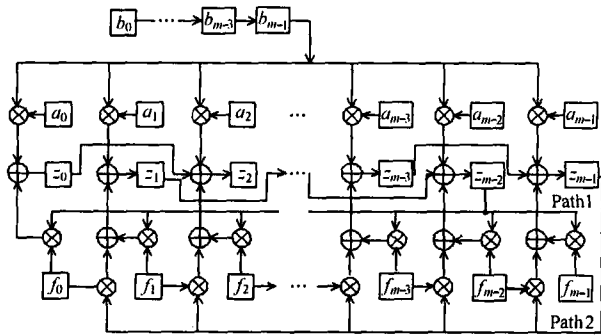 b₀ ⋯ bₘ₋₃ bₘ₋₁
a₀ a₁ a₂ ⋯ aₘ₋₃ aₘ₋₂ aₘ₋₁
z₀ z₁ z₂ ⋯ zₘ₋₃ zₘ₋₂ zₘ₋₁
Path1
f₀ f₁ f₂ ⋯ fₘ₋₃ fₘ₋₂ fₘ₋₁
Path2